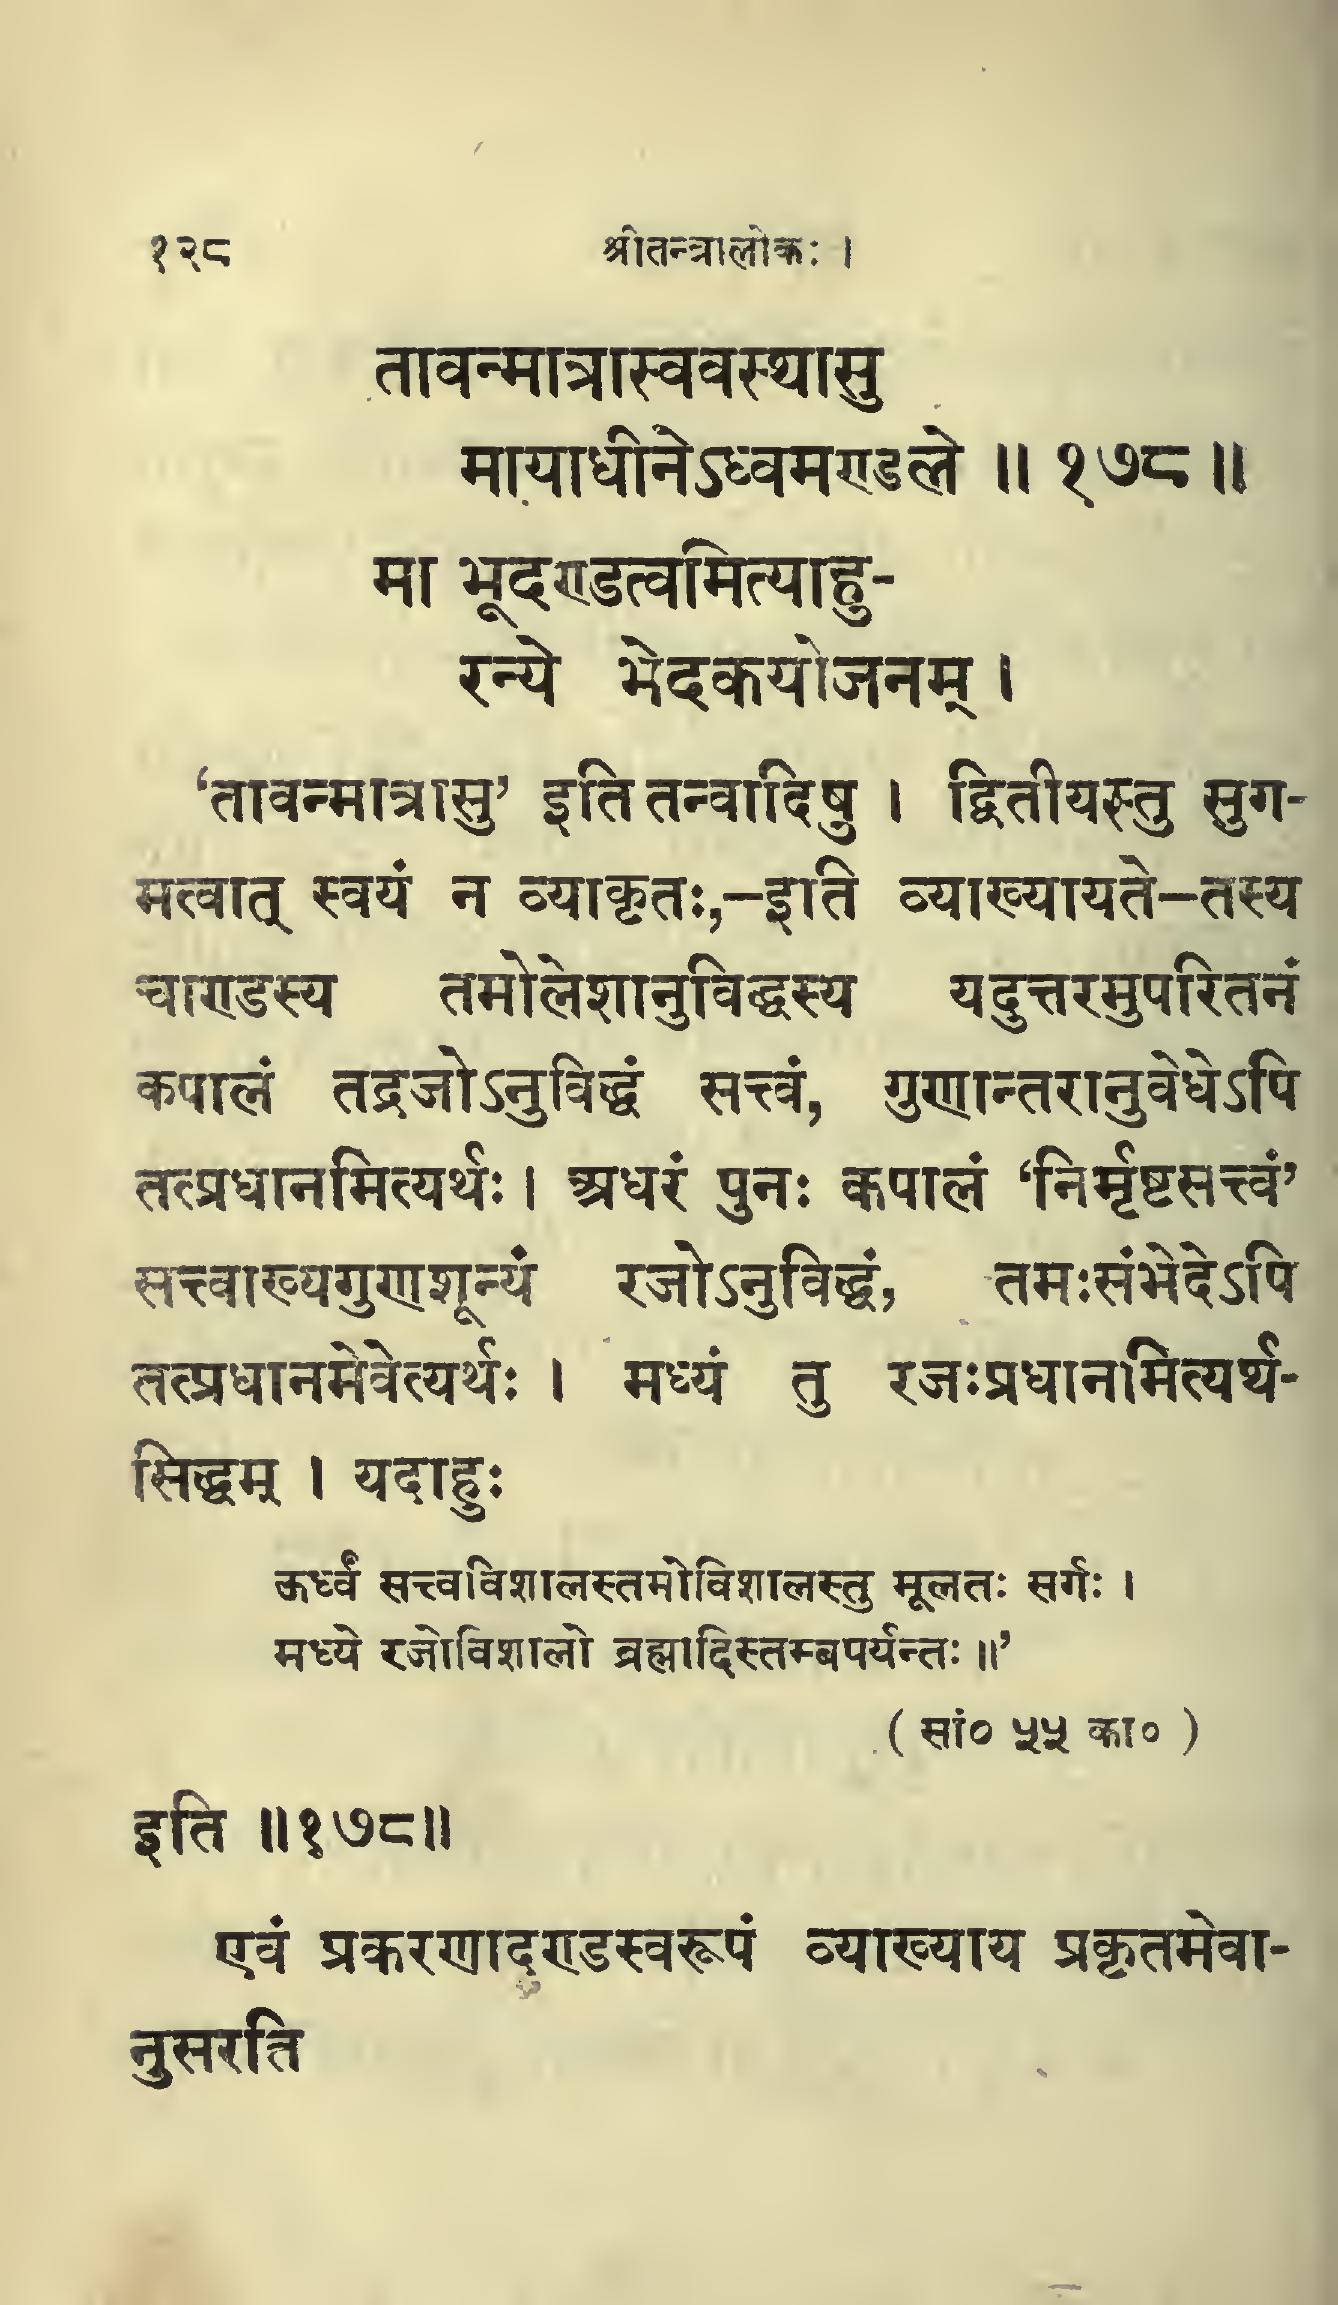 १२८ श्रीतन्त्रालोकः ।
तावन्मात्रास्ववस्थासु
मायाधीनेऽध्वमण्डले ॥ १७८ ॥
मा भूदण्डत्वमित्याहु-
रन्ये भेदकयोजनम् ।
‘तावन्मात्रासु’ इति तन्वादिषु । द्वितीयस्तु सुग-
मत्वात् स्वयं न व्याकृतः,–इति व्याख्यायते–तस्य
चाण्डस्य तमोलेशानुविद्धस्य यदुत्तरमुपरितनं
कपालं तद्रजोऽनुविद्धं सत्त्वं, गुणान्तरानुवेधेऽपि
तत्प्रधानमित्यर्थः । अधरं पुनः कपालं ‘निर्मृष्टसत्त्वं’
सत्त्वाख्यगुणशून्यं रजोऽनुविद्धं, तमःसंभेदेऽपि
तत्प्रधानमेवेत्यर्थः । मध्यं तु रजःप्रधानमित्यर्थ-
सिद्धम् । यदाहुः
ऊर्ध्वं सत्त्वविशालस्तमोविशालस्तु मूलतः सर्गः ।
मध्ये रजोविशालो ब्रह्मादिस्तम्बपर्यन्तः ॥’
( सां० ५५ का० )
इति ॥१७८॥
एवं प्रकरणादण्डस्वरूपं व्याख्याय प्रकृतमेवा-
नुसरति